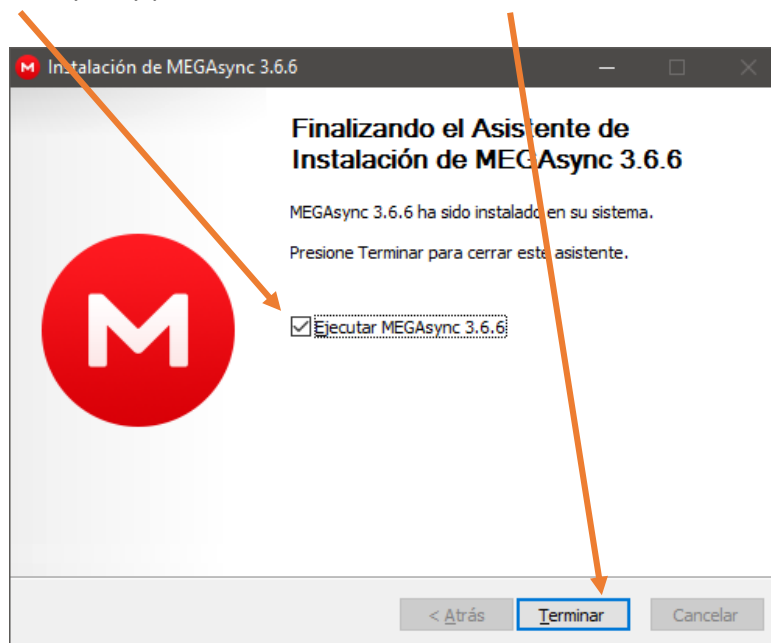 Instalación de MEGAsync 3.6.6
Finalizando el Asistente de
Instalación de MEGAsync 3.6.6
MEGAsync 3.6.6 ha sido instalado en su sistema.
Presione Terminar para cerrar este asistente.
M
Ejecutar MEGAsync 3.6.6
< Atrás Terminar Cancelar